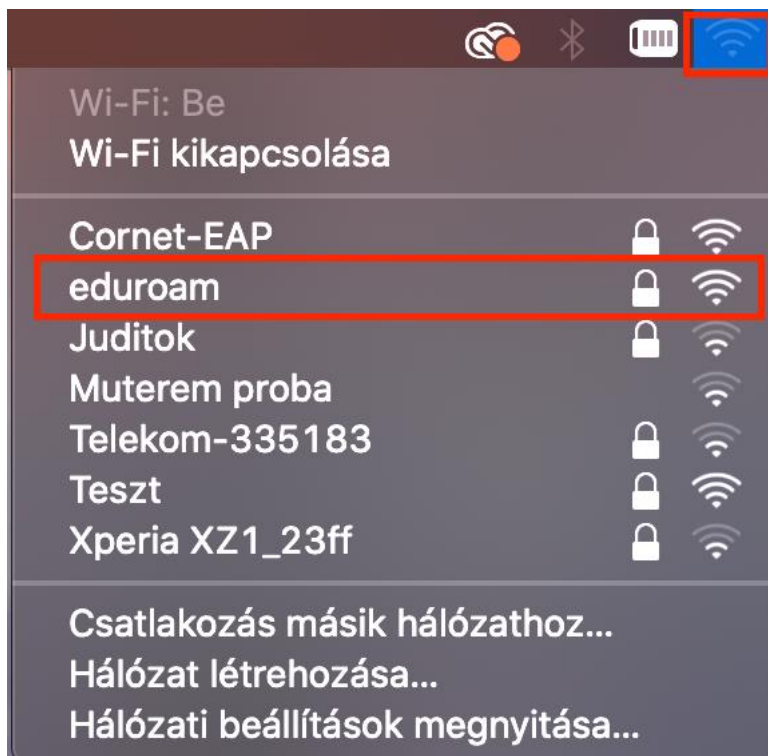 Wi-Fi: Be
Wi-Fi kikapcsolása
Cornet-EAP
eduroam
Juditok
Muterem proba
Telekom-335183
Teszt
Xperia XZ1_23ff
Csatlakozás másik hálózathoz...
Hálózat létrehozása...
Hálózati beállítások megnyitása...